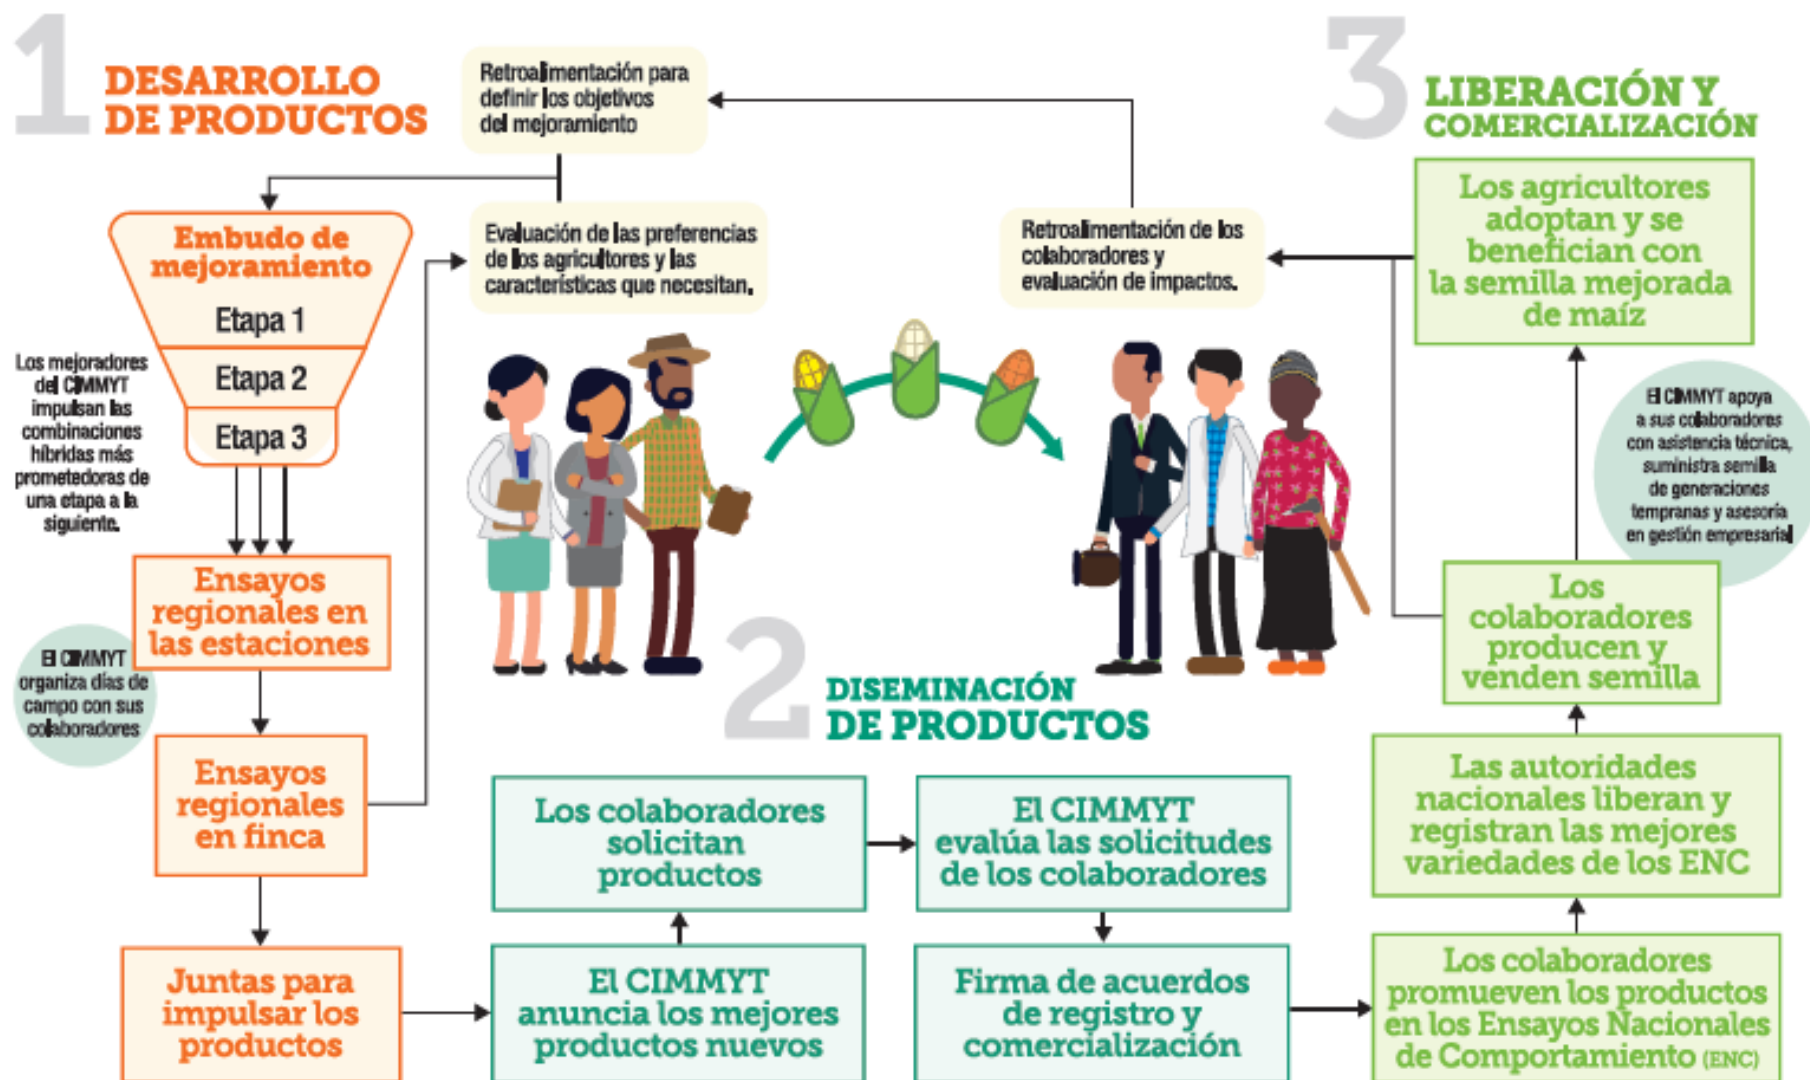 1
DESARROLLO
DE PRODUCTOS
Retroalimentación para
definir los objetivos
del mejoramiento
Embudo de
mejoramiento
Etapa 1
Etapa 2
Etapa 3
Los mejoradores
del CIMMYT
impulsan las
combinaciones
híbridas más
prometedoras de
una etapa a la
siguiente.
Evaluación de las preferencias
de los agricultores y las
características que necesitan.
Ensayos
regionales en
las estaciones
El CIMMYT
organiza días de
campo con sus
colaboradores
Ensayos
regionales
en finca
Juntas para
impulsar los
productos
2
DISEMINACIÓN
DE PRODUCTOS
El CIMMYT
anuncia los mejores
productos nuevos
Los colaboradores
solicitan
productos
El CIMMYT
evalúa las solicitudes
de los colaboradores
Firma de acuerdos
de registro y
comercialización
3
LIBERACIÓN Y
COMERCIALIZACIÓN
Los colaboradores
promueven los productos
en los Ensayos Nacionales
de Comportamiento (ENC)
Las autoridades
nacionales liberan y
registran las mejores
variedades de los ENC
Los
colaboradores
producen y
venden semilla
El CIMMYT apoya
a sus colaboradores
con asistencia técnica,
suministra semilla
de generaciones
tempranas y asesoría
en gestión empresarial
Los agricultores
adoptan y se
benefician con
la semilla mejorada
de maíz
Retroalimentación de los
colaboradores y
evaluación de impactos.